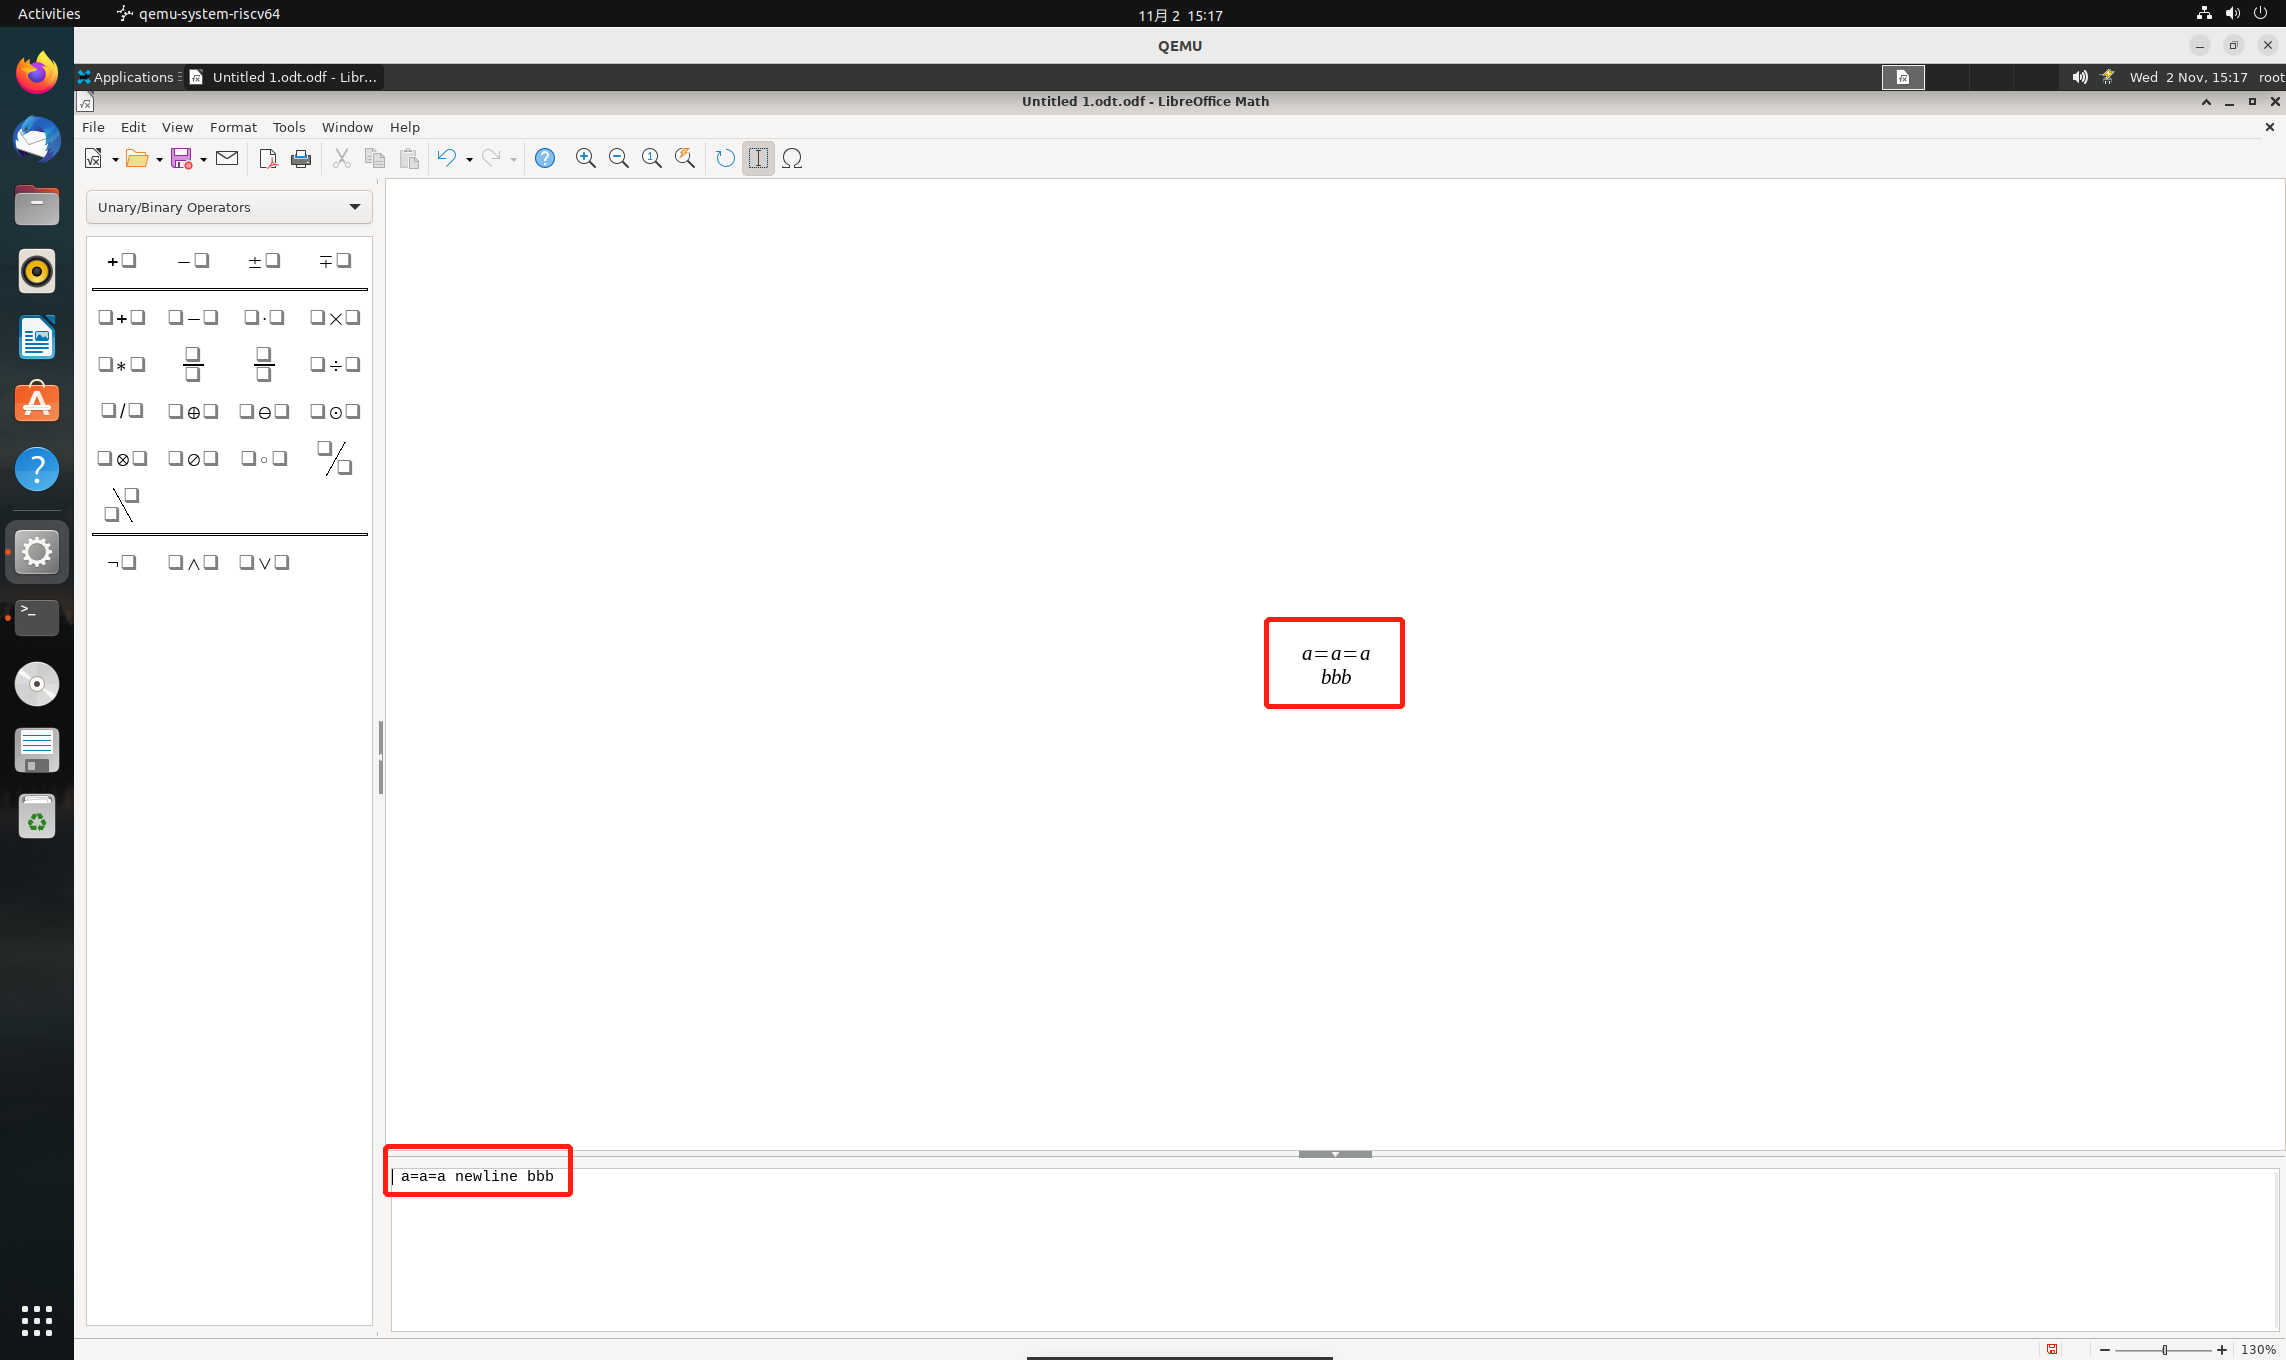 Activities qemu-system-riscv64 11月 2 15:17
QEMU
Applications Untitled 1.odt.odf - Libr... Wed 2 Nov, 15:17 root
Untitled 1.odt.odf - LibreOffice Math
File Edit View Format Tools Window Help
Unary/Binary Operators
+❏ −❏ ±❏ ∓❏
❏+❏ ❏−❏ ❏·❏ ❏×❏
❏∗❏ ❏/❏ ❏/❏ ❏÷❏
❏/❏ ❏⊕❏ ❏⊖❏ ❏⊙❏
❏⊗❏ ❏⊘❏ ❏∘❏ ❏/❏
❏\❏
¬❏ ❏∧❏ ❏∨❏
a=a=a
bbb
a=a=a newline bbb
130%